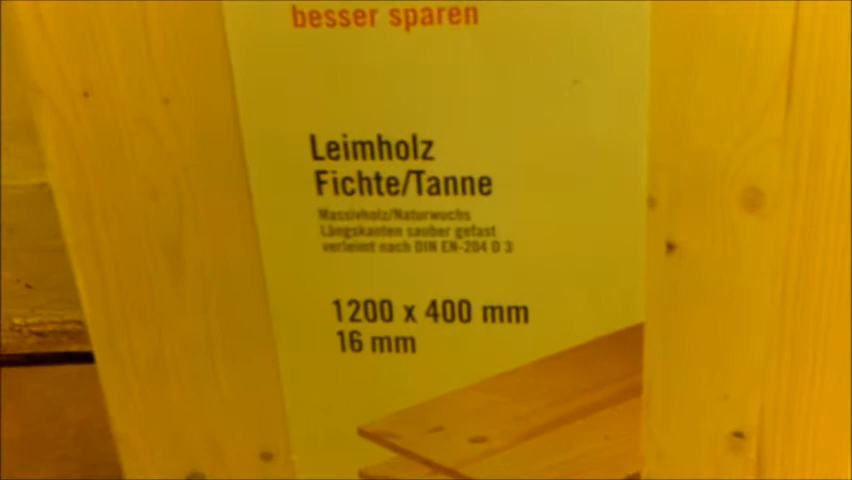 besser sparen
Leimholz
Fichte/Tanne
Massivholz/Naturwuchs
Längskanten sauber gefast
verleimt nach DIN EN-204 D 3
1200 x 400 mm
16 mm